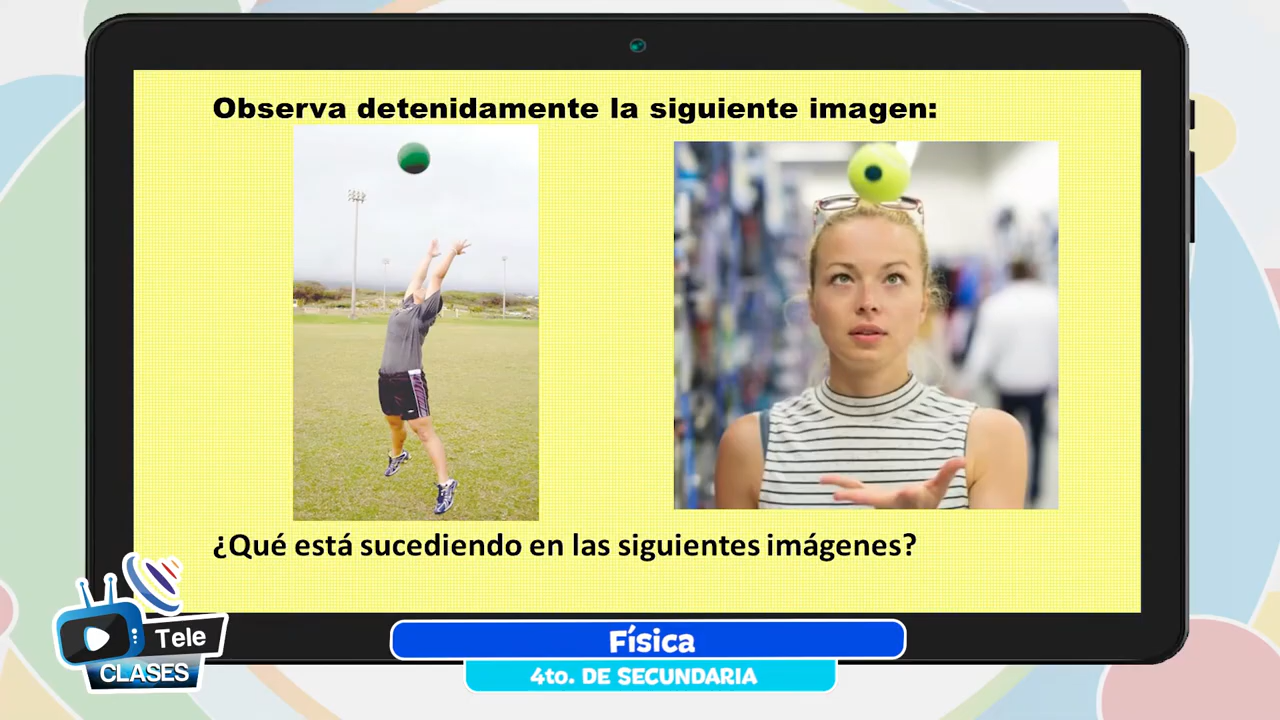 Observa detenidamente la siguiente imagen:
¿Qué está sucediendo en las siguientes imágenes?
Tele
CLASES
Física
4to. DE SECUNDARIA